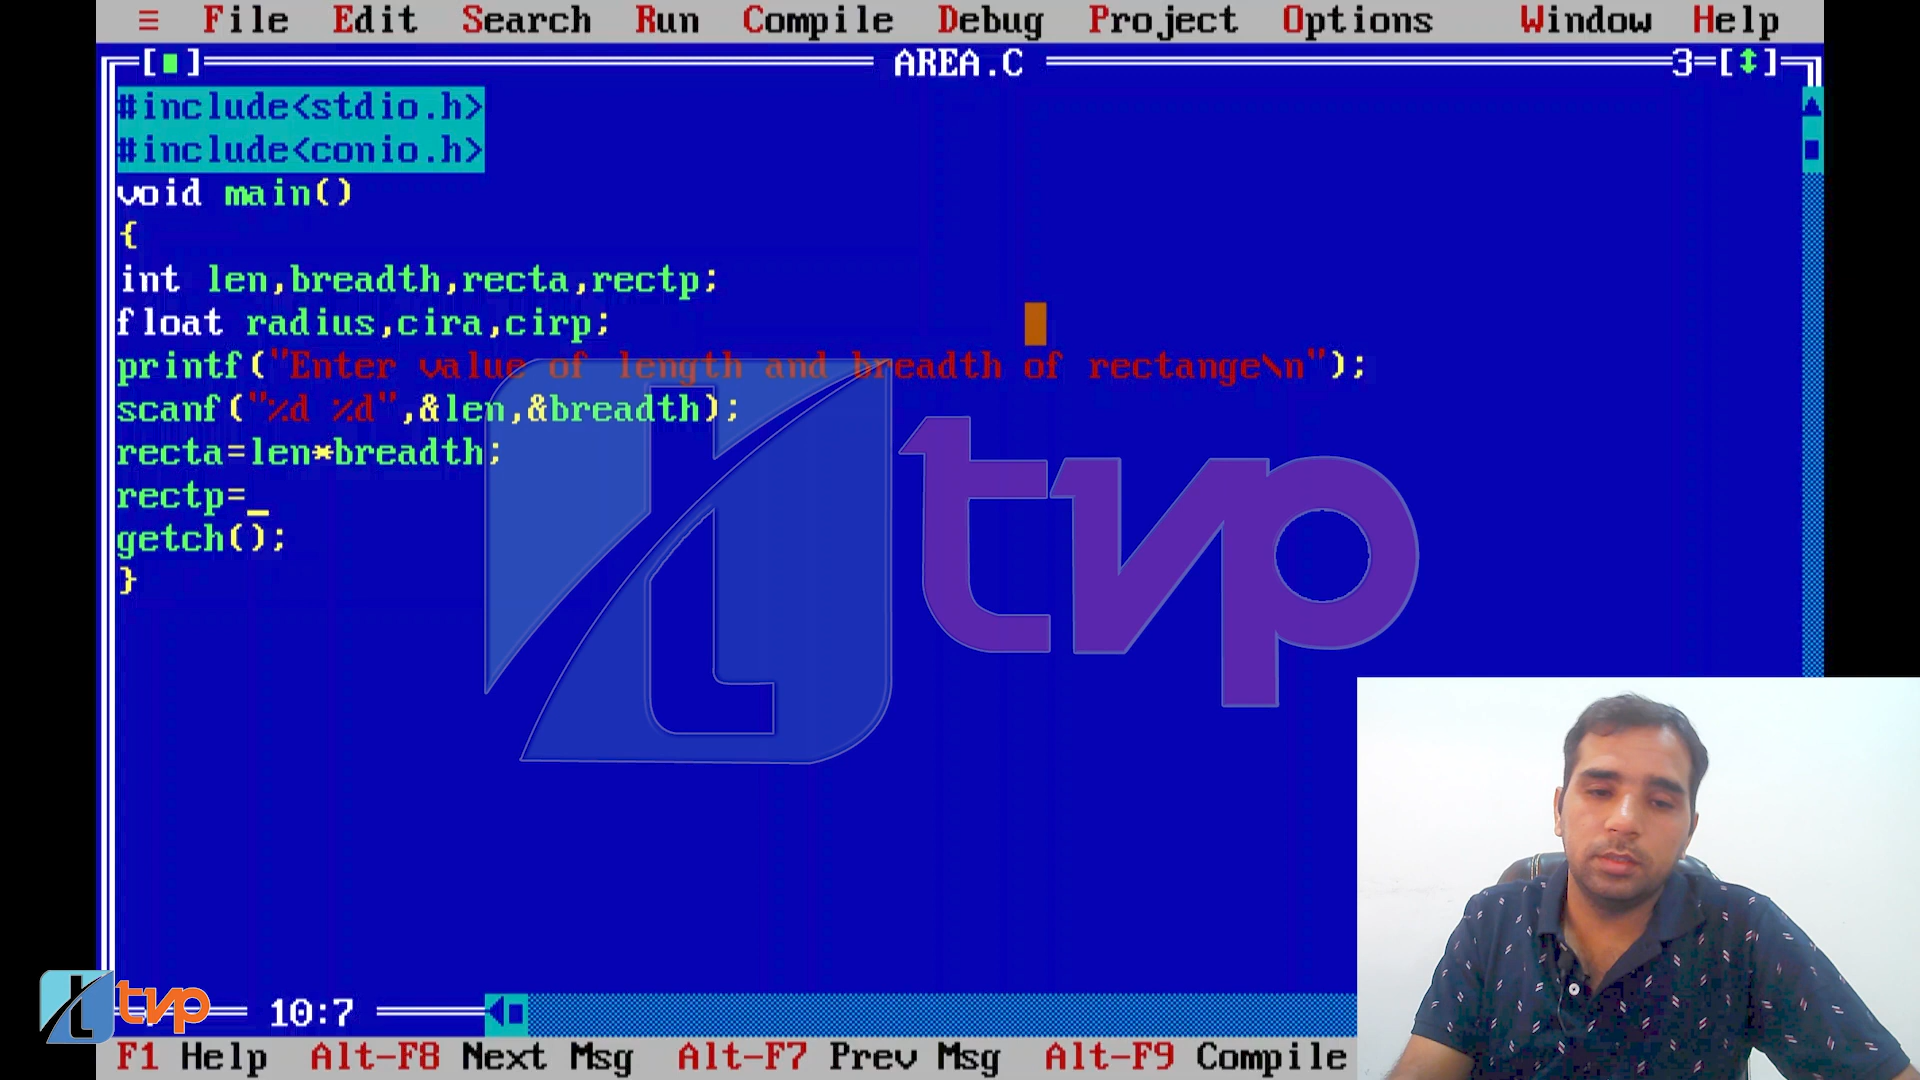 ≡ File Edit Search Run Compile Debug Project Options Window Help
[■] AREA.C 3=[↕]
#include<stdio.h>
#include<conio.h>
void main()
{
int len,breadth,recta,rectp;
float radius,cira,cirp;
printf("Enter value of length and breadth of rectange\n");
scanf("%d %d",&len,&breadth);
recta=len*breadth;
rectp=_
getch();
}
tvp
tvp
10:7
F1 Help Alt-F8 Next Msg Alt-F7 Prev Msg Alt-F9 Compile